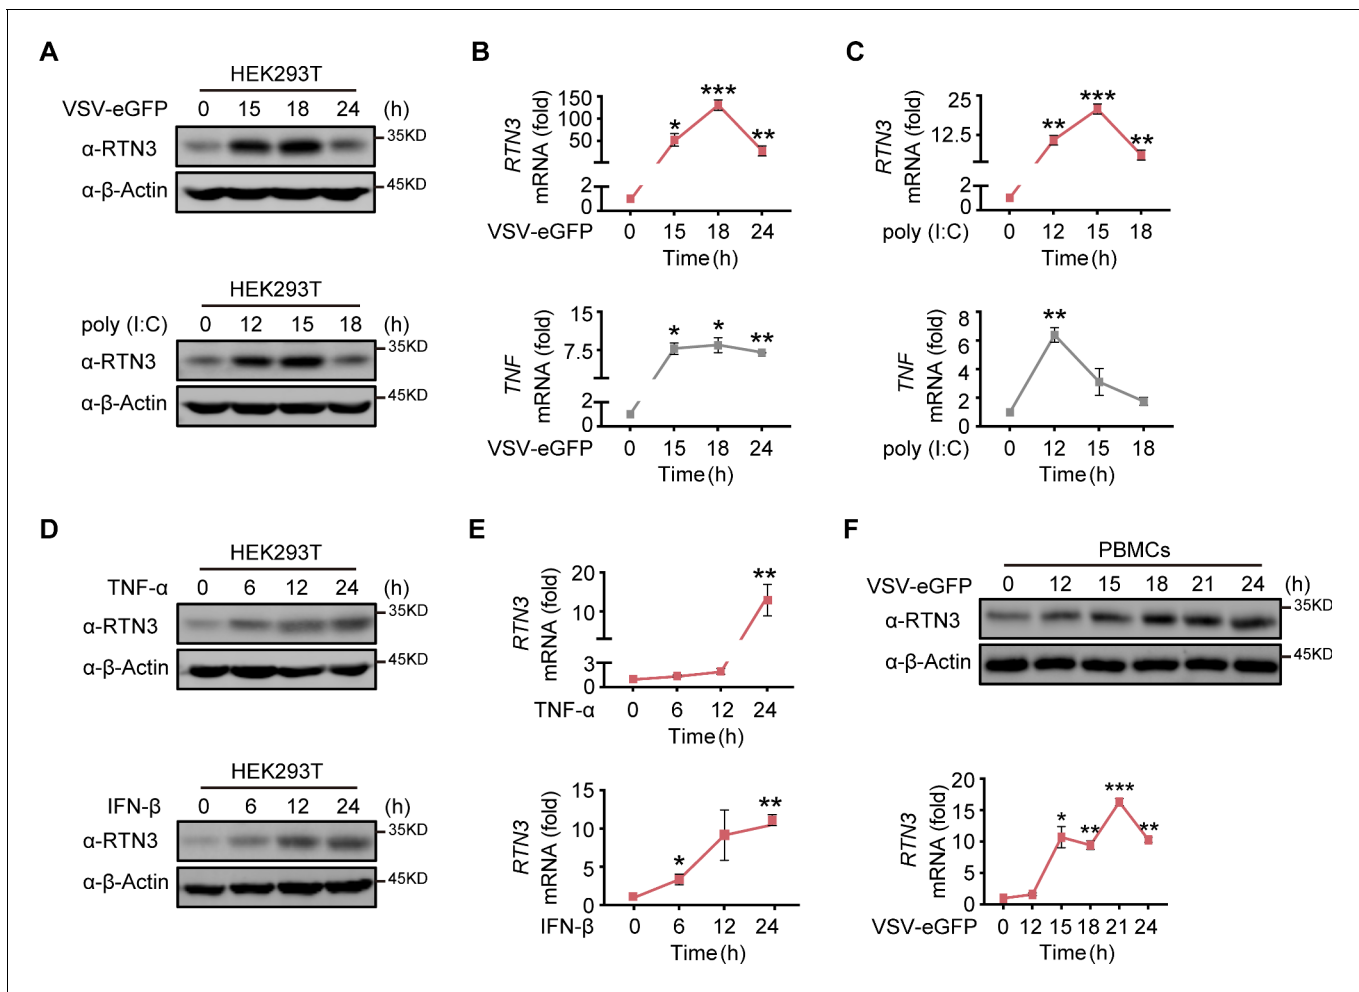 A
HEK293T
VSV-eGFP 0 15 18 24 (h)
α-RTN3 35KD
α-β-Actin 45KD
HEK293T
poly (I:C) 0 12 15 18 (h)
α-RTN3 35KD
α-β-Actin 45KD
B
RTN3
mRNA (fold)
150
100
50
2
0
* *** **
VSV-eGFP 0 15 18 24
Time (h)
TNF
mRNA (fold)
15
7.5
2
0
* * **
VSV-eGFP 0 15 18 24
Time (h)
C
RTN3
mRNA (fold)
25
12.5
2
0
** *** **
poly (I:C) 0 12 15 18
Time (h)
TNF
mRNA (fold)
8
6
4
2
0
**
poly (I:C) 0 12 15 18
Time (h)
D
HEK293T
TNF-α 0 6 12 24 (h)
α-RTN3 35KD
α-β-Actin 45KD
HEK293T
IFN-β 0 6 12 24 (h)
α-RTN3 35KD
α-β-Actin 45KD
E
RTN3
mRNA (fold)
20
10
3
0
**
TNF-α 0 6 12 24
Time (h)
RTN3
mRNA (fold)
15
10
5
0
* **
IFN-β 0 6 12 24
Time (h)
F
PBMCs
VSV-eGFP 0 12 15 18 21 24 (h)
α-RTN3 35KD
α-β-Actin 45KD
RTN3
mRNA (fold)
20
15
10
5
0
* ** *** **
VSV-eGFP 0 12 15 18 21 24
Time (h)